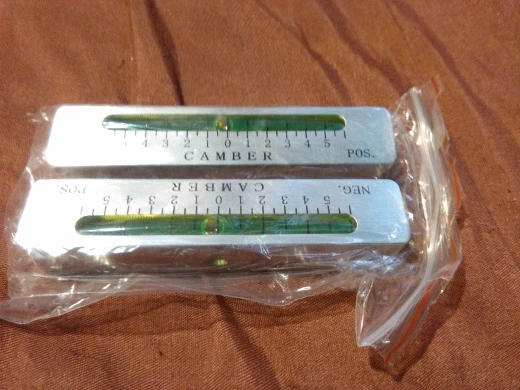 4 3 2 1 0 1 2 3 4 5
CAMBER POS.
5 4 3 2 1 0 1 2 3 4 5
NEG. CAMBER POS.